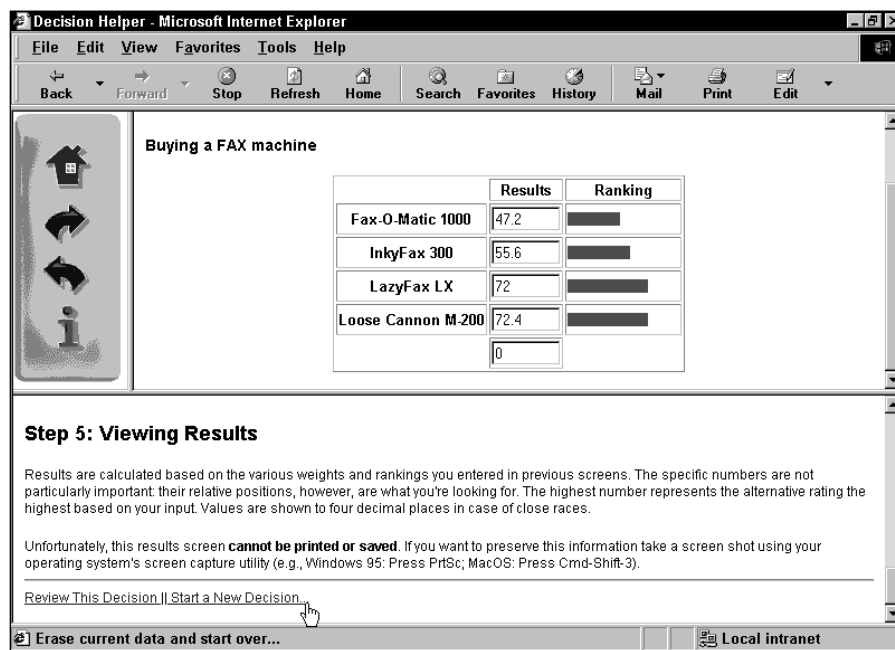 Decision Helper - Microsoft Internet Explorer
File Edit View Favorites Tools Help
Back Forward Stop Refresh Home Search Favorites History Mail Print Edit
Buying a FAX machine
Results Ranking
Fax-O-Matic 1000 47.2
InkyFax 300 55.6
LazyFax LX 72
Loose Cannon M-200 72.4
0
Step 5: Viewing Results
Results are calculated based on the various weights and rankings you entered in previous screens. The specific numbers are not
particularly important: their relative positions, however, are what you're looking for. The highest number represents the alternative rating the
highest based on your input. Values are shown to four decimal places in case of close races.
Unfortunately, this results screen cannot be printed or saved. If you want to preserve this information take a screen shot using your
operating system's screen capture utility (e.g., Windows 95: Press PrtSc; MacOS: Press Cmd-Shift-3).
Review This Decision || Start a New Decision...
Erase current data and start over... Local intranet